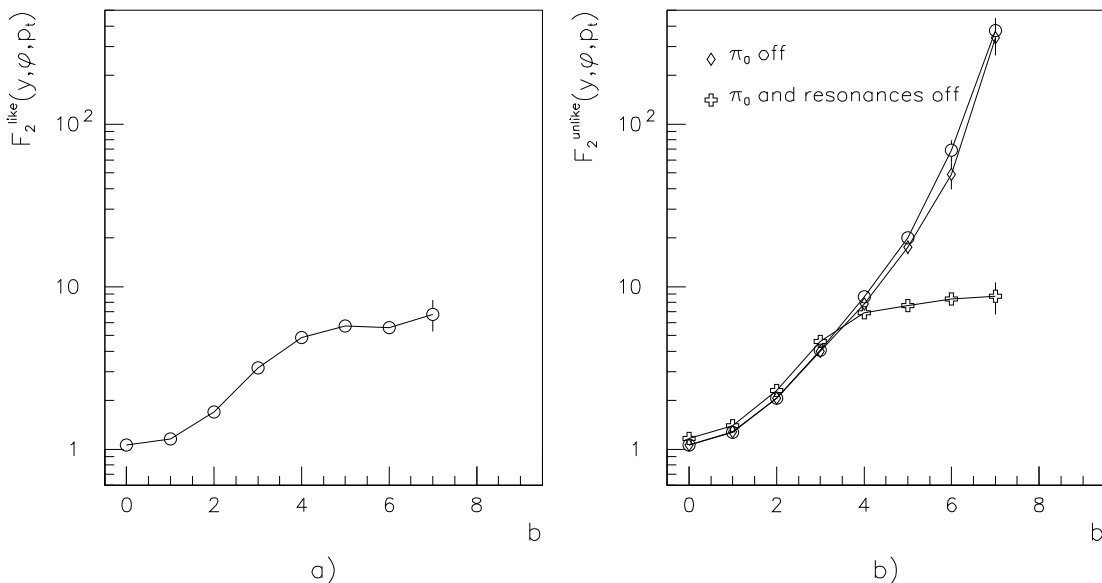 F₂^like(y,φ,p_t)
10²
10
1
0 2 4 6 8
b
a)
F₂^unlike(y,φ,p_t)
π₀ off
π₀ and resonances off
10²
10
1
0 2 4 6 8
b
b)